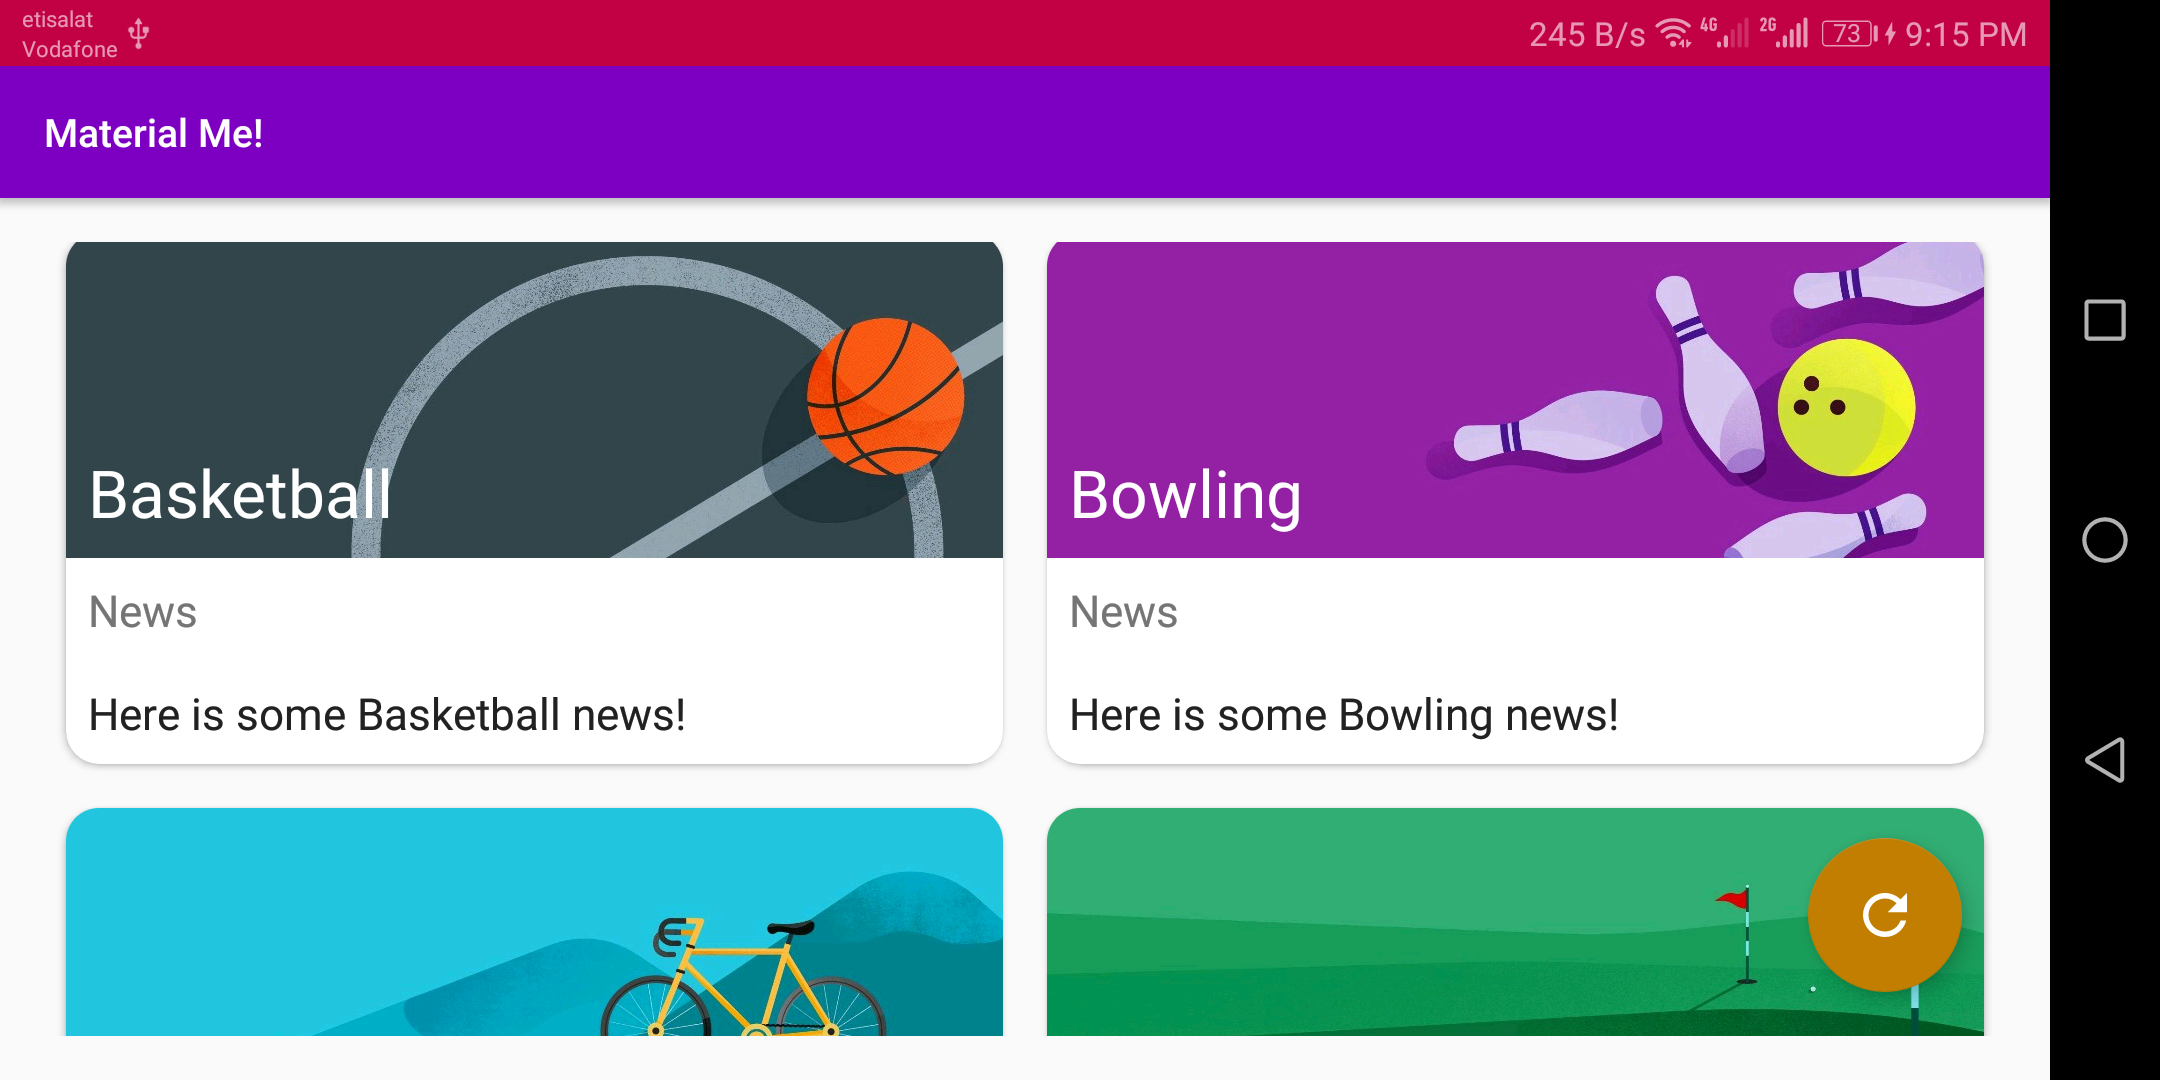 etisalat
Vodafone
245 B/s 4G 2G 73 9:15 PM
Material Me!
Basketball
News
Here is some Basketball news!
Bowling
News
Here is some Bowling news!